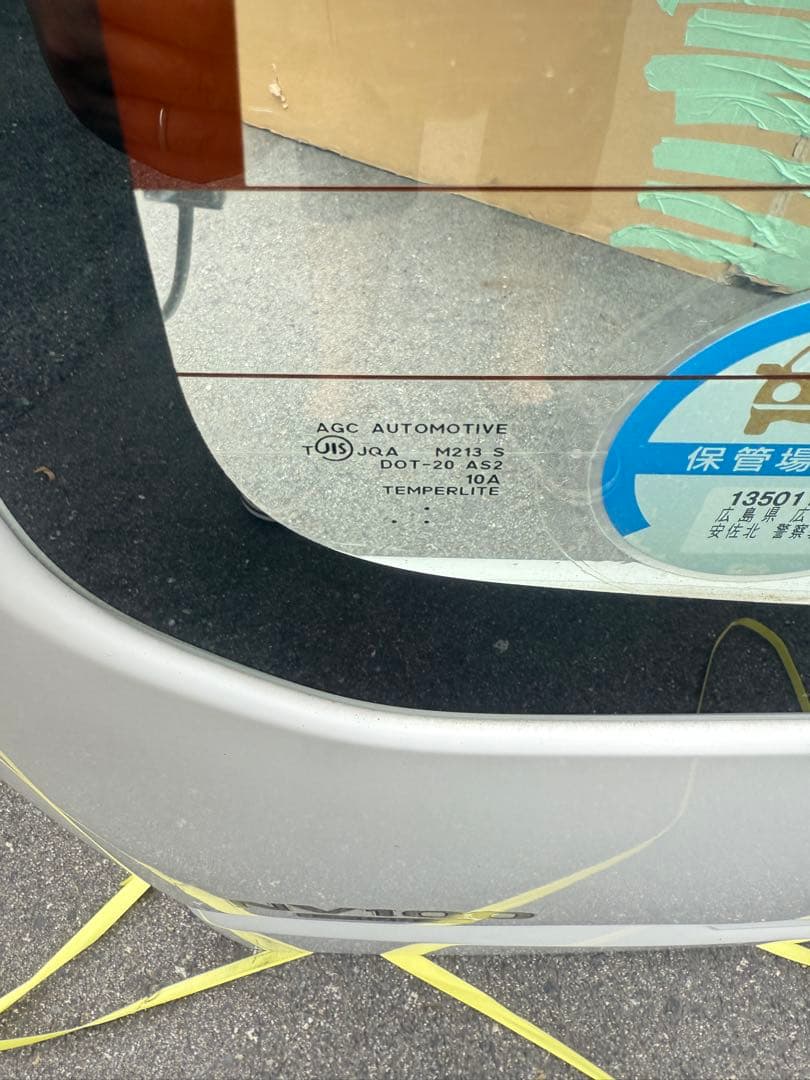 AGC AUTOMOTIVE
T JIS JQA M213 S
DOT-20 AS2
10A
TEMPERLITE
保管場
13501
広島県 広
安佐北 警察
NV100